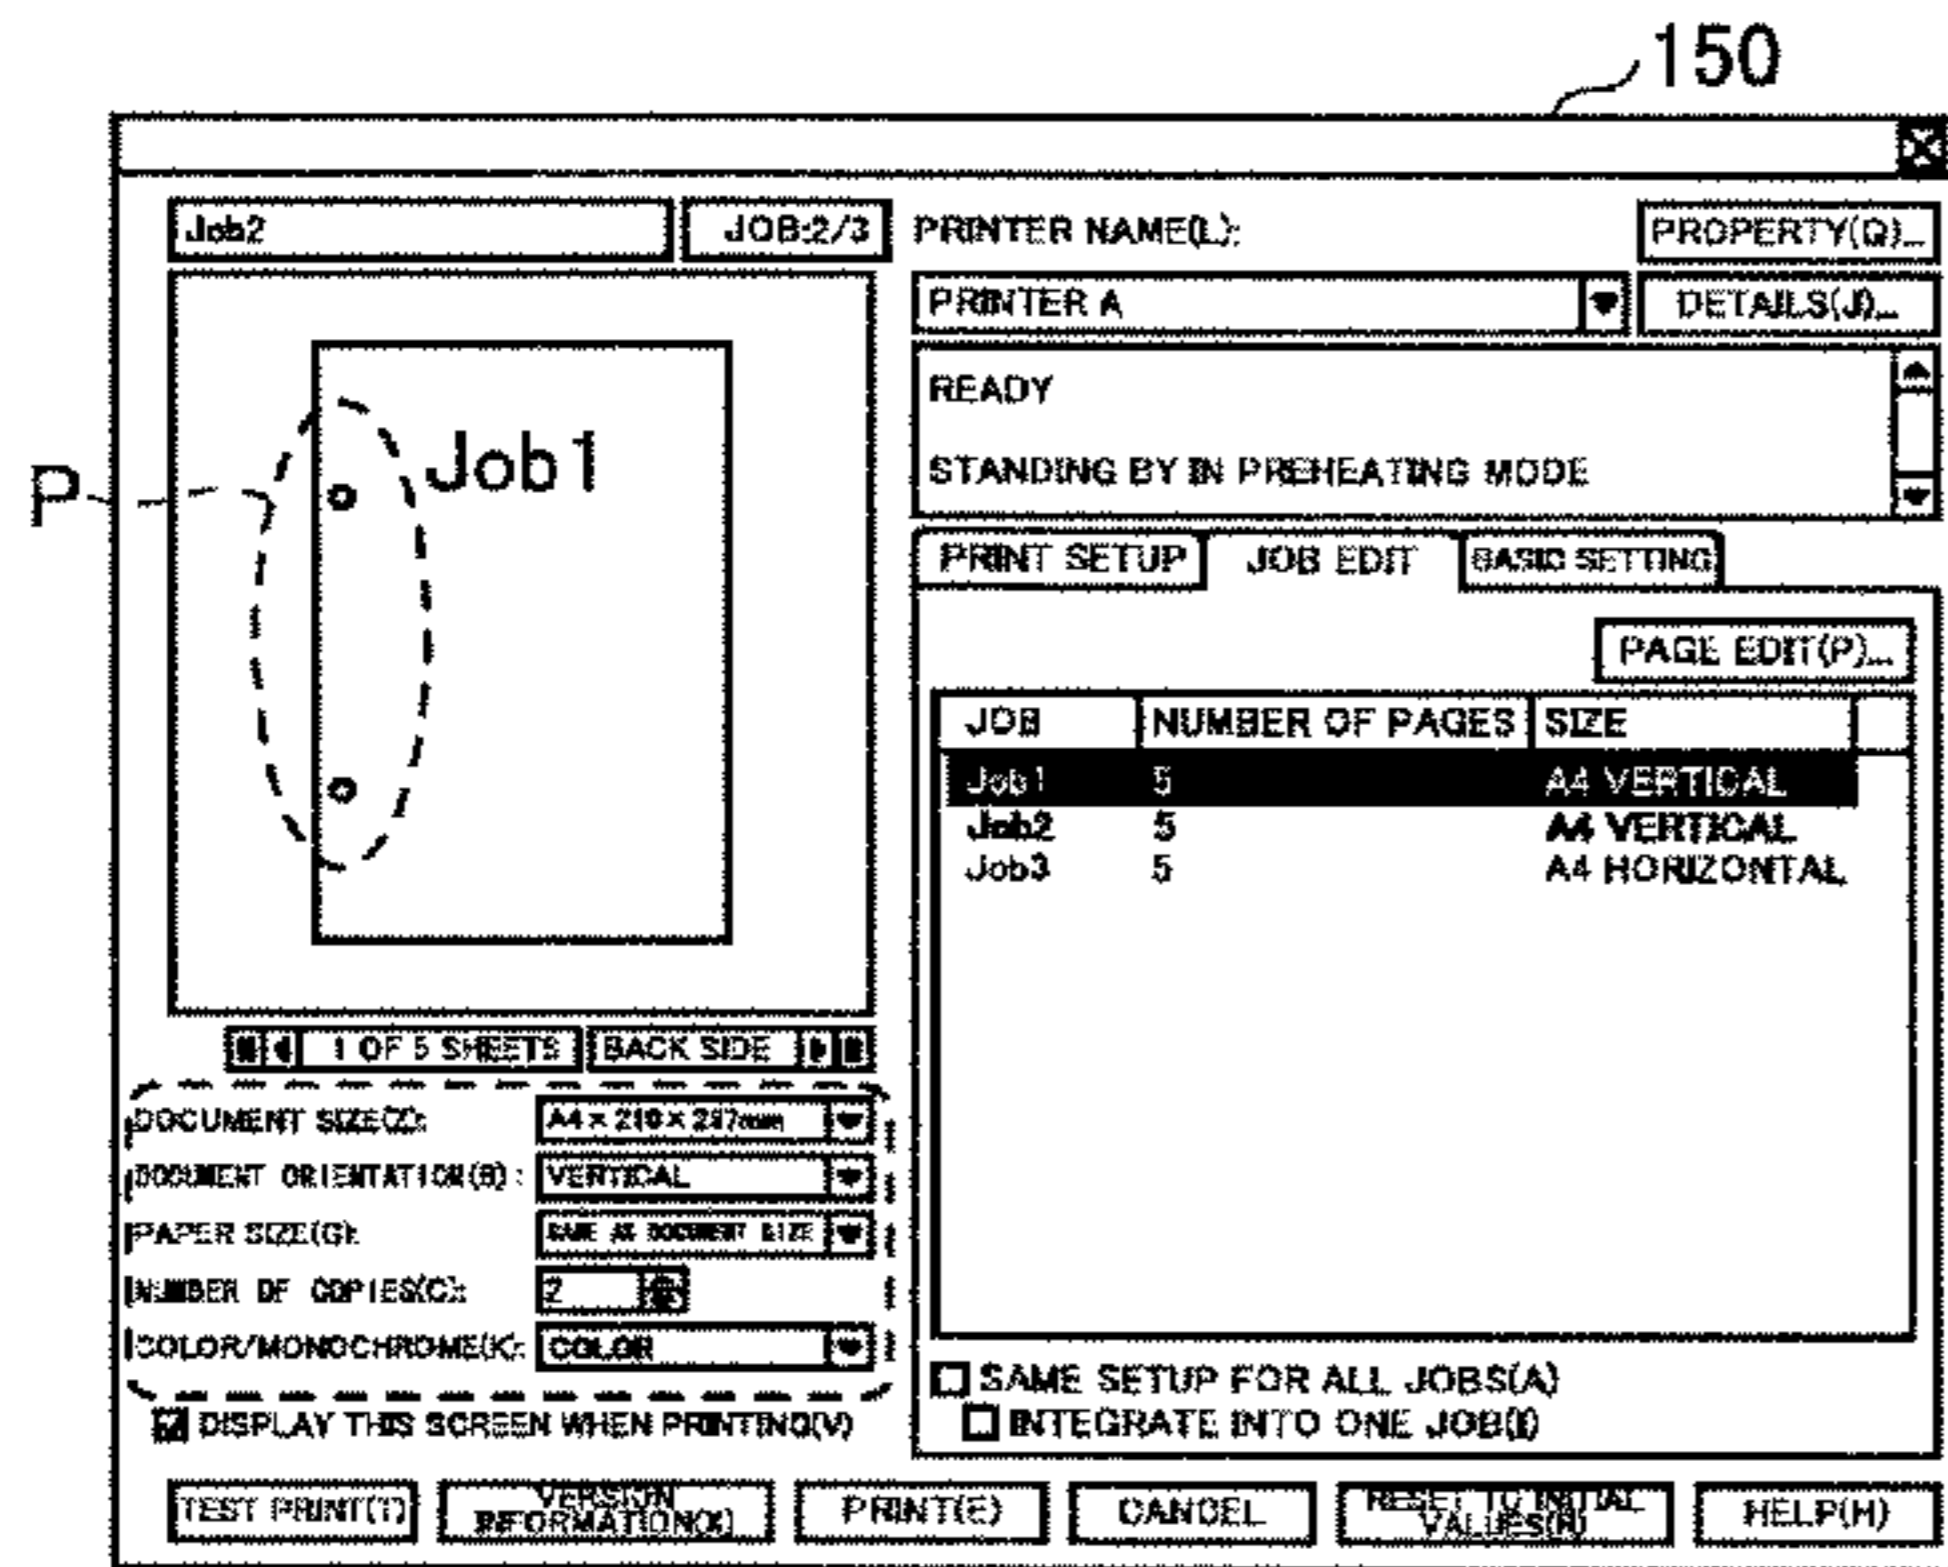 150
Job2
JOB:2/3
PRINTER NAME(L):
PROPERTY(Q)...
PRINTER A
DETAILS(J)...
READY
STANDING BY IN PREHEATING MODE
P
Job1
PRINT SETUP
JOB EDIT
BASIC SETTING
PAGE EDIT(P)...
JOB NUMBER OF PAGES SIZE
Job1 5 A4 VERTICAL
Job2 5 A4 VERTICAL
Job3 5 A4 HORIZONTAL
1 OF 5 SHEETS
BACK SIDE
DOCUMENT SIZE(Z): A4×210×297mm
DOCUMENT ORIENTATION(B): VERTICAL
PAPER SIZE(G): SAME AS DOCUMENT SIZE
NUMBER OF COPIES(C): 2
COLOR/MONOCHROME(K): COLOR
DISPLAY THIS SCREEN WHEN PRINTING(V)
SAME SETUP FOR ALL JOBS(A)
INTEGRATE INTO ONE JOB(I)
TEST PRINT(T)
VERSION
INFORMATION(X)
PRINT(E)
CANCEL
RESET TO INITIAL
VALUES(R)
HELP(H)